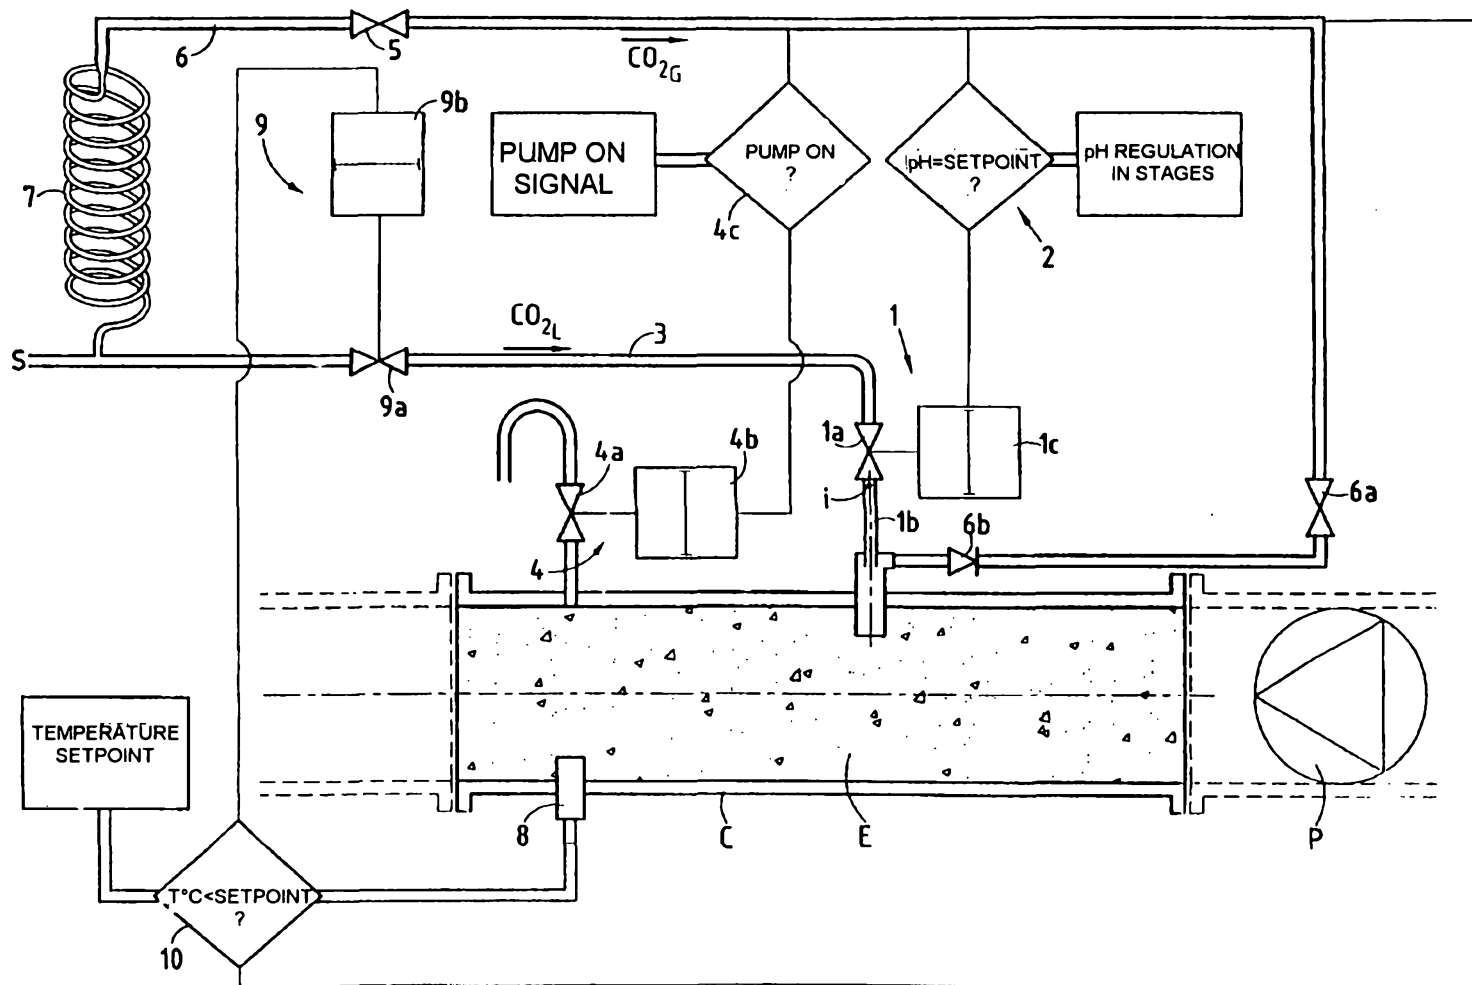 6
5
CO2G
9b
9
PUMP ON
SIGNAL
PUMP ON
?
pH=SETPOINT
?
pH REGULATION
IN STAGES
7
4c
2
CO2L
3
1
S
9a
1a
1c
4a
4b
i
1b
6b
6a
4
TEMPERATURE
SETPOINT
8
C
E
P
T°C<SETPOINT
?
10